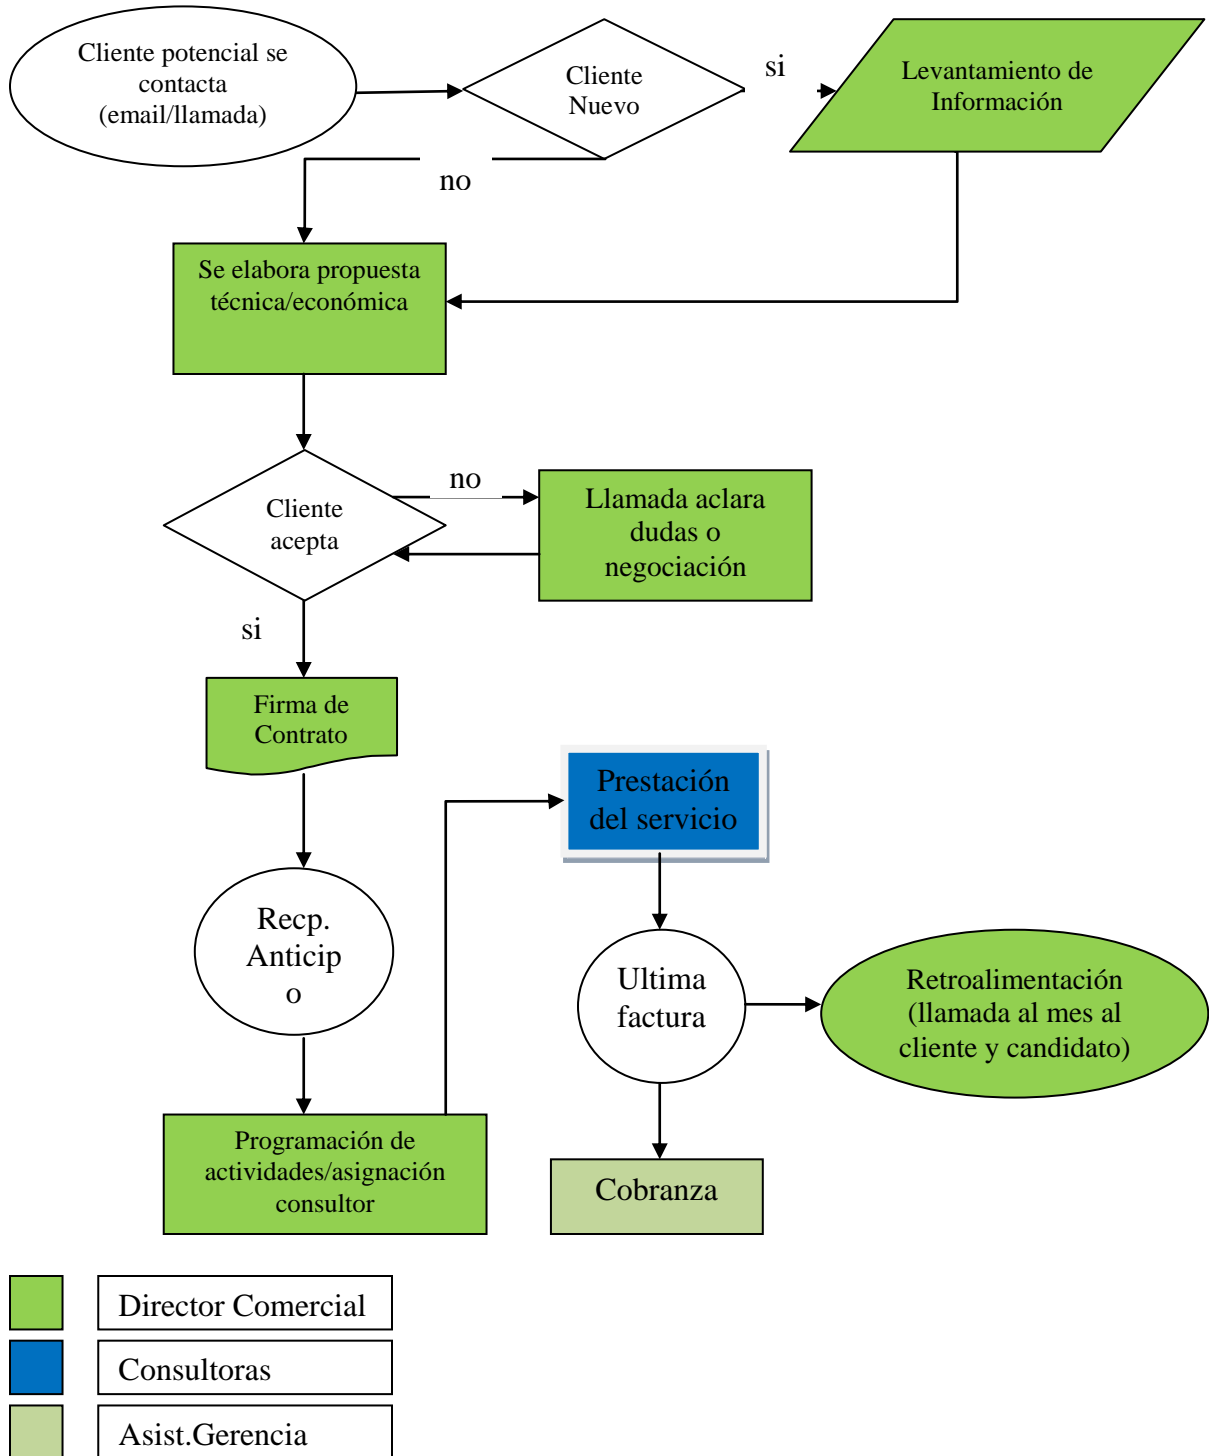 Cliente potencial se
contacta
(email/llamada)
Cliente
Nuevo
si
Levantamiento de
Información
no
Se elabora propuesta
técnica/económica
Cliente
acepta
no
Llamada aclara
dudas o
negociación
si
Firma de
Contrato
Prestación
del servicio
Recp.
Anticip
o
Ultima
factura
Retroalimentación
(llamada al mes al
cliente y candidato)
Programación de
actividades/asignación
consultor
Cobranza
Director Comercial
Consultoras
Asist.Gerencia